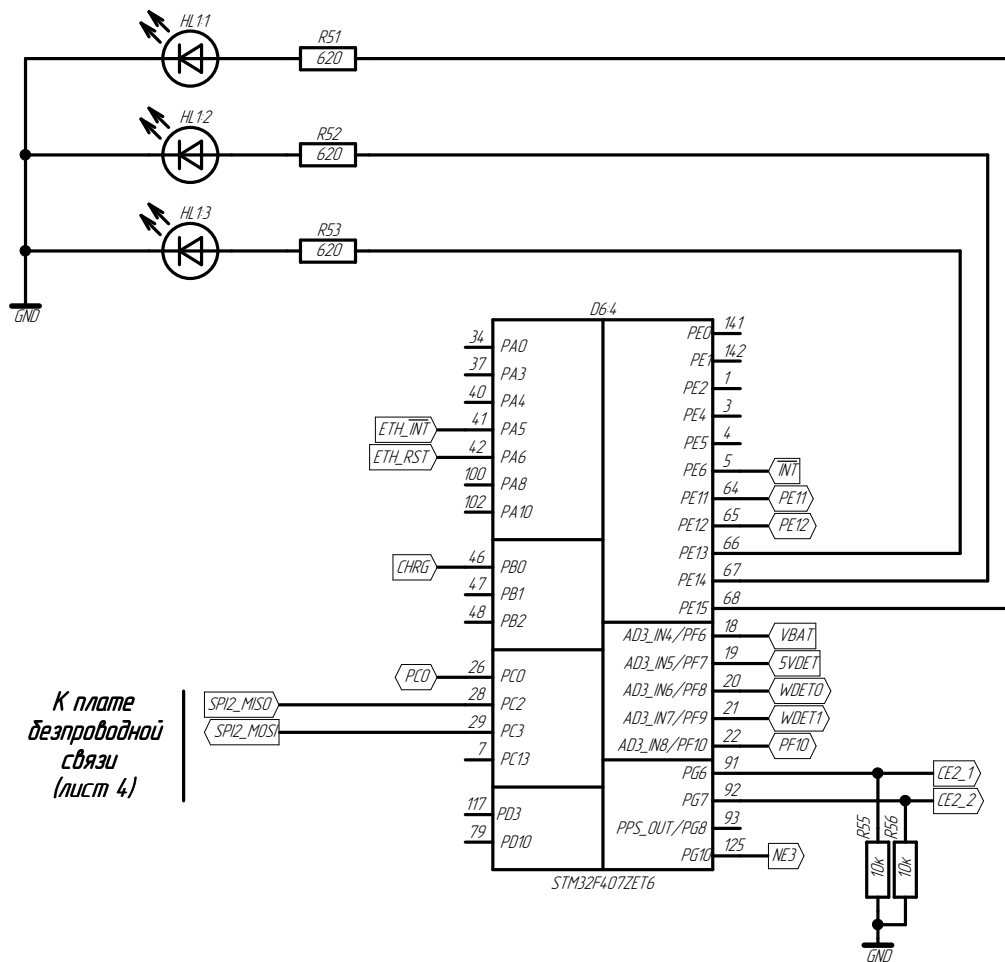 HL1:1
R51
620
HL1:2
R52
620
HL1:3
R53
620
GND
D6:4
34 PA0
37 PA3
40 PA4
ETH_INT 41 PA5
ETH_RST 42 PA6
100 PA8
102 PA10
CHRG 46 PB0
47 PB1
48 PB2
PC0 26 PC0
SPI2_MISO 28 PC2
SPI2_MOSI 29 PC3
7 PC13
117 PD3
79 PD10
PE0 141
PE1 142
PE2 1
PE4 3
PE5 4
PE6 5 INT
PE11 64 PE11
PE12 65 PE12
PE13 66
PE14 67
PE15 68
AD3_IN4/PF6 18 VBAT
AD3_IN5/PF7 19 5VDET
AD3_IN6/PF8 20 WDET0
AD3_IN7/PF9 21 WDET1
AD3_IN8/PF10 22 PF10
PG6 91 CE2_1
PG7 92 CE2_2
PPS_OUT/PG8 93
PG10 125 NE3
STM32F407ZET6
К плате
безпроводной
связи
(лист 4)
R55
10к
R56
10к
GND